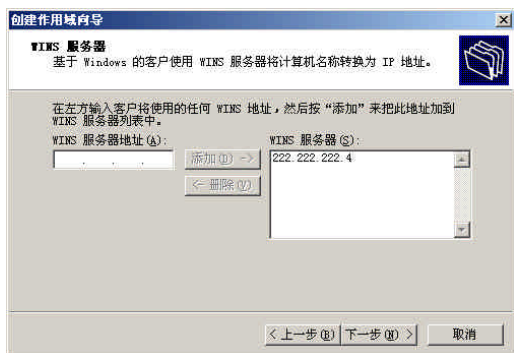 创建作用域向导
WINS 服务器
基于 Windows 的客户使用 WINS 服务器将计算机名称转换为 IP 地址。
在左方输入客户将使用的任何 WINS 地址，然后按“添加”来把此地址加到
WINS 服务器列表中。
WINS 服务器地址(A):
WINS 服务器(S):
添加(D) ->
222.222.222.4
<- 删除(V)
< 上一步(B)
下一步(N) >
取消